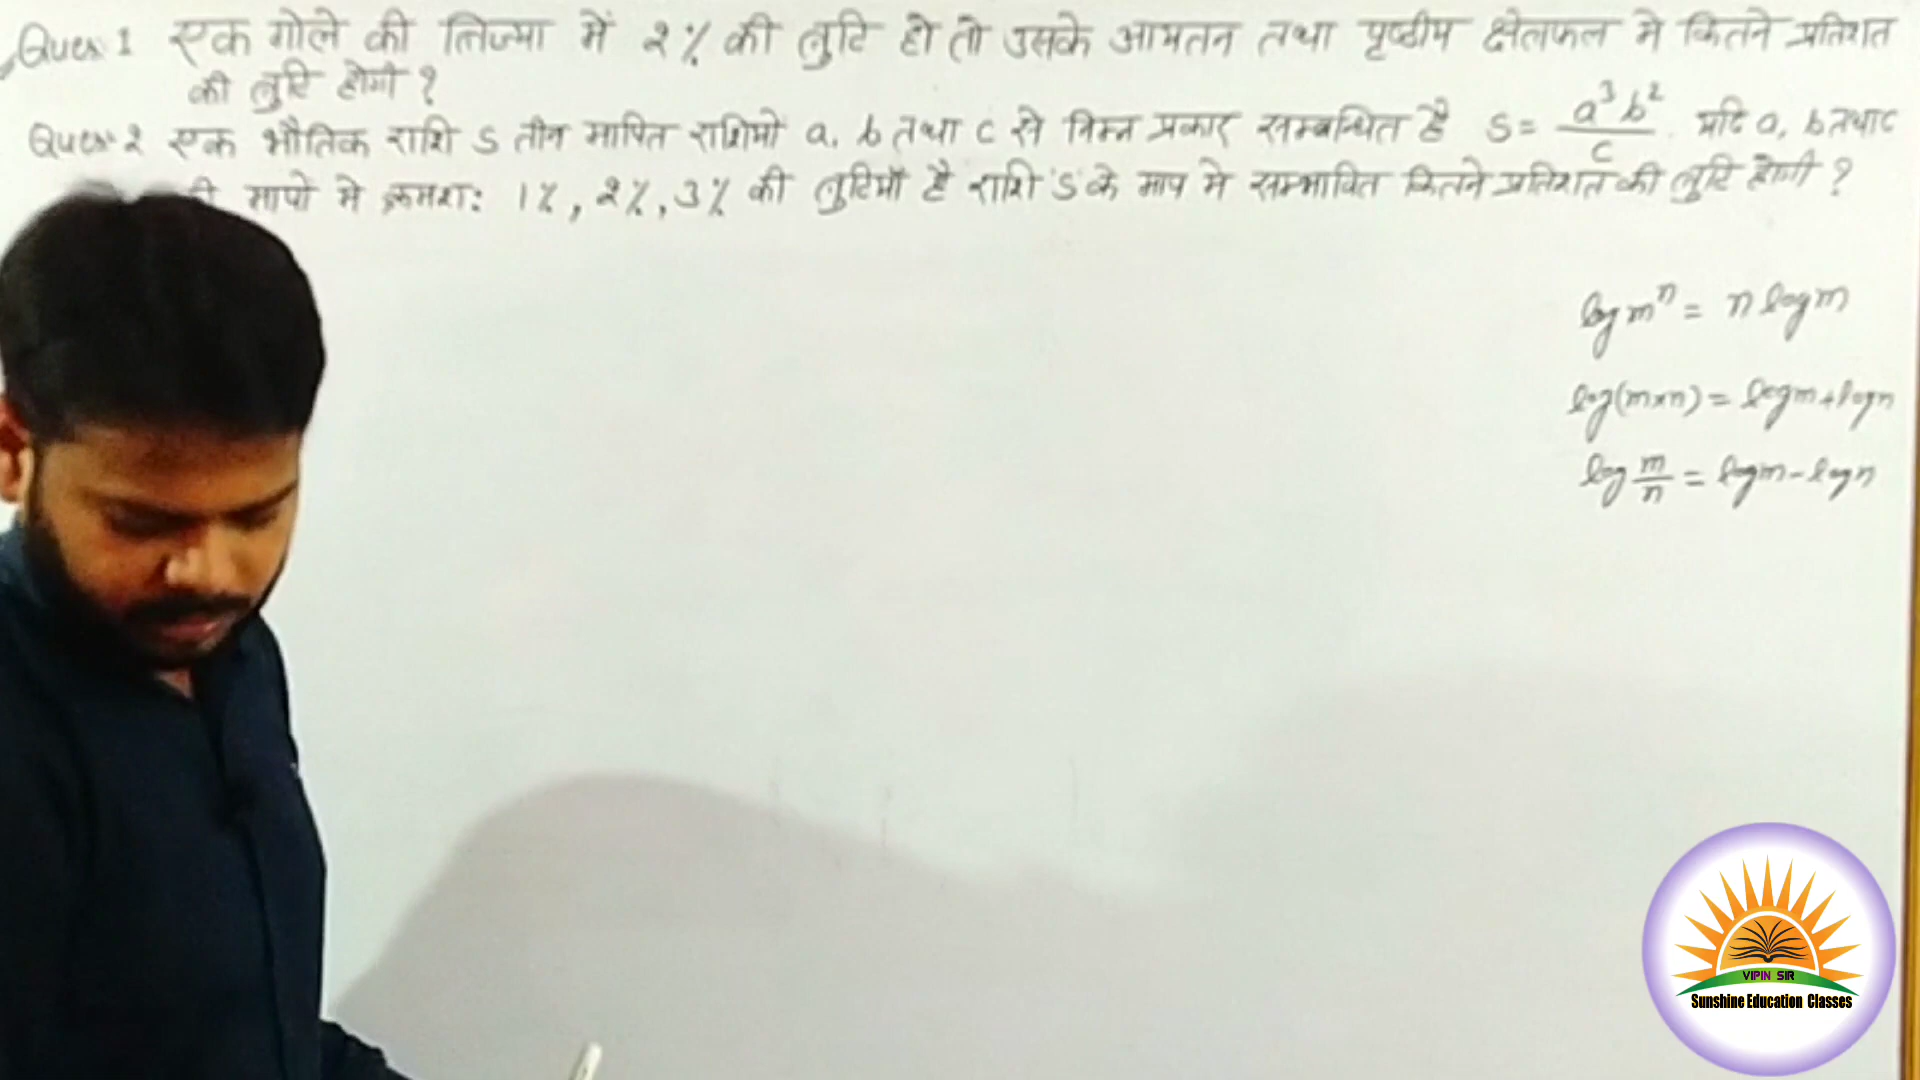 Ques 1 एक गोले की त्रिज्या में 2% की त्रुटि हो तो उसके आयतन तथा पृष्ठीय क्षेत्रफल मे कितने प्रतिशत
की त्रुटि होगी ?
Ques 2 एक भौतिक राशि S तीन मापित राशियों a, b तथा c से निम्न प्रकार सम्बन्धित है S = a³b²/c . यदि a, b तथा c
मापो मे क्रमश: 1%, 2%, 3% की त्रुटियाँ है राशि 'S' के माप मे सम्भावित कितने प्रतिशत की त्रुटि होगी ?
log mⁿ = n log m
log(m×n) = log m + log n
log m/n = log m - log n
VIPIN SIR
Sunshine Education Classes